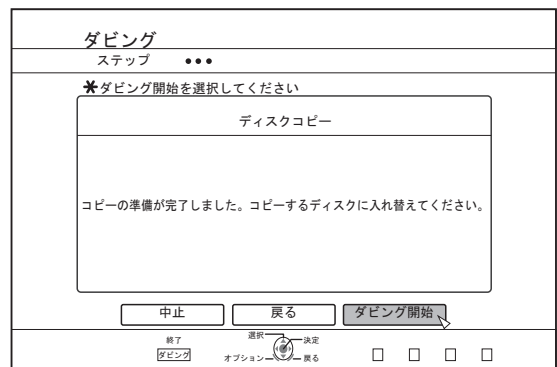 ダビング
ステップ •••
✱ダビング開始を選択してください
ディスクコピー
コピーの準備が完了しました。コピーするディスクに入れ替えてください。
中止 戻る ダビング開始
終了 選択 決定
ダビング オプション 戻る